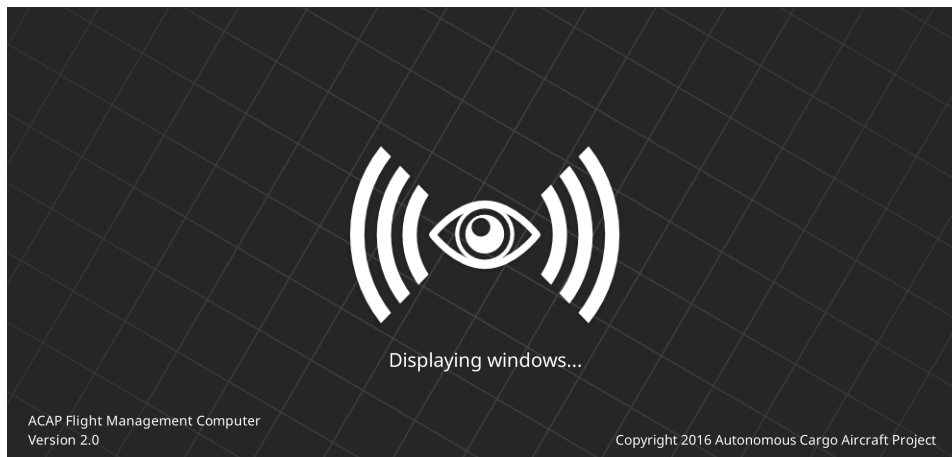 Displaying windows...
ACAP Flight Management Computer
Version 2.0
Copyright 2016 Autonomous Cargo Aircraft Project